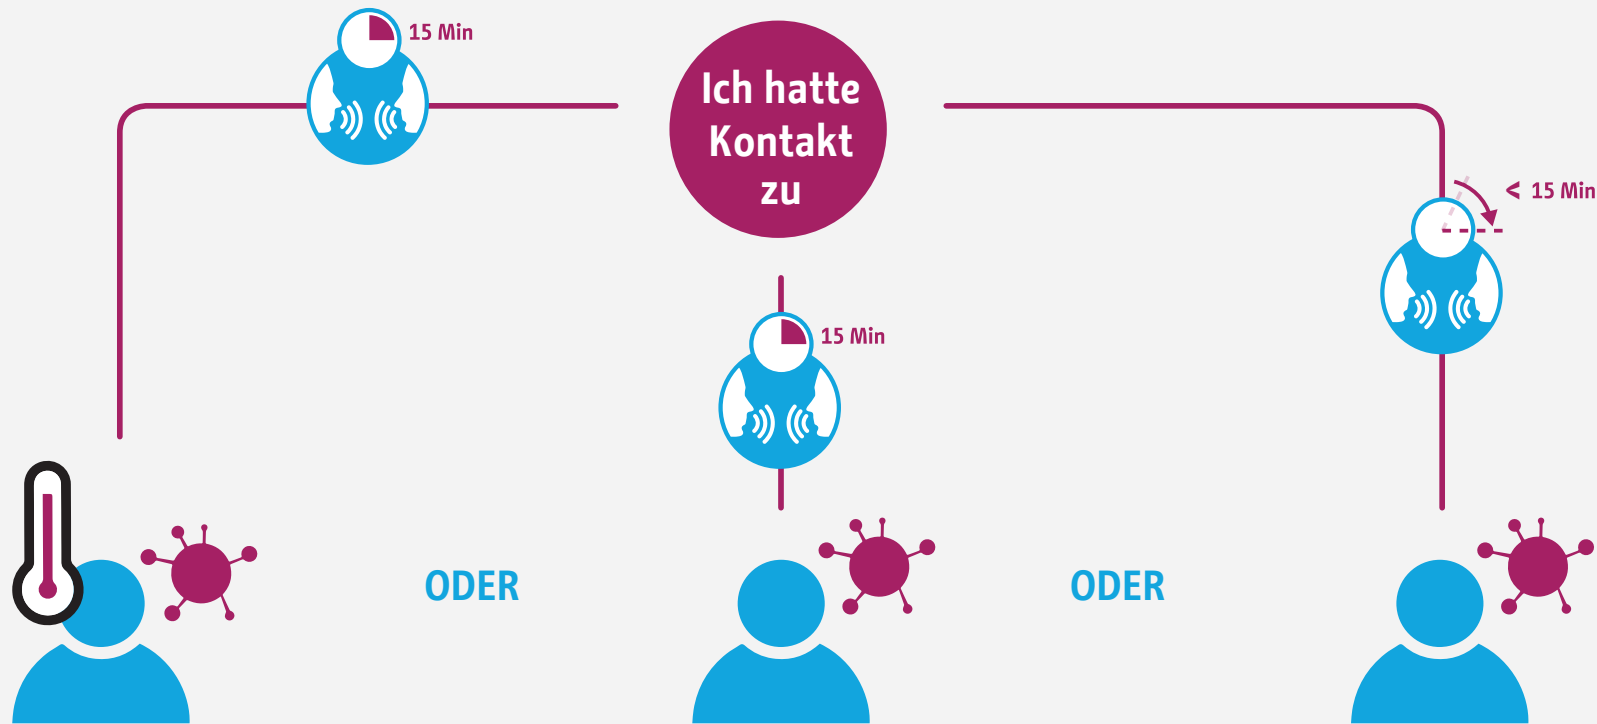 15 Min
Ich hatte
Kontakt
zu
< 15 Min
15 Min
ODER
ODER